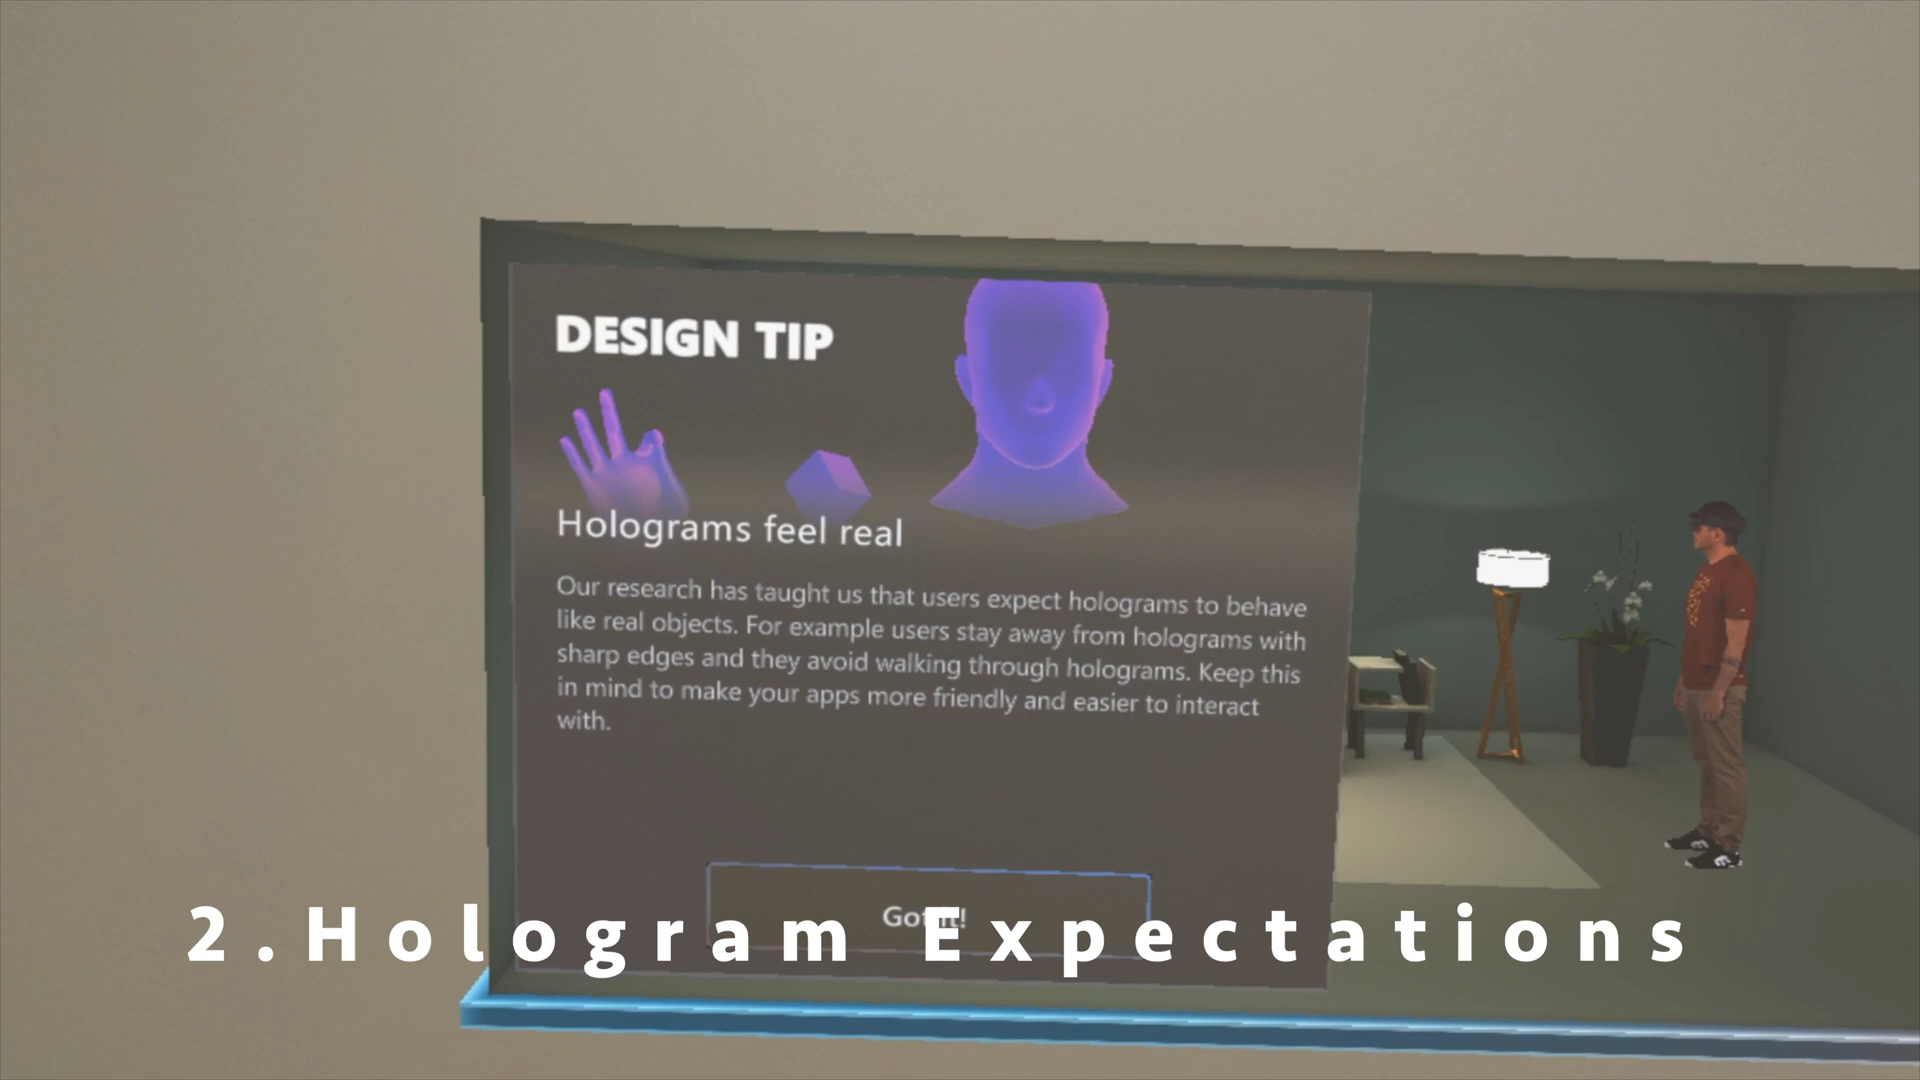 DESIGN TIP
Holograms feel real
Our research has taught us that users expect holograms to behave
like real objects. For example users stay away from holograms with
sharp edges and they avoid walking through holograms. Keep this
in mind to make your apps more friendly and easier to interact
with.
Got it!
2.Hologram Expectations